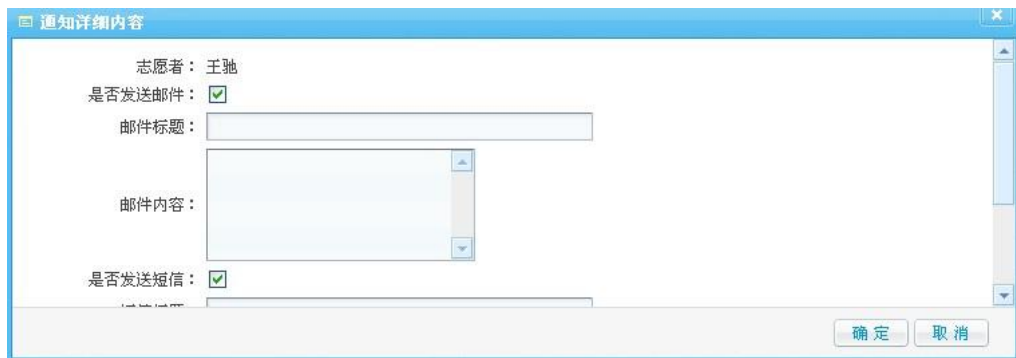 通知详细内容
志愿者： 王驰
是否发送邮件：
邮件标题：
邮件内容：
是否发送短信：
确 定 取 消